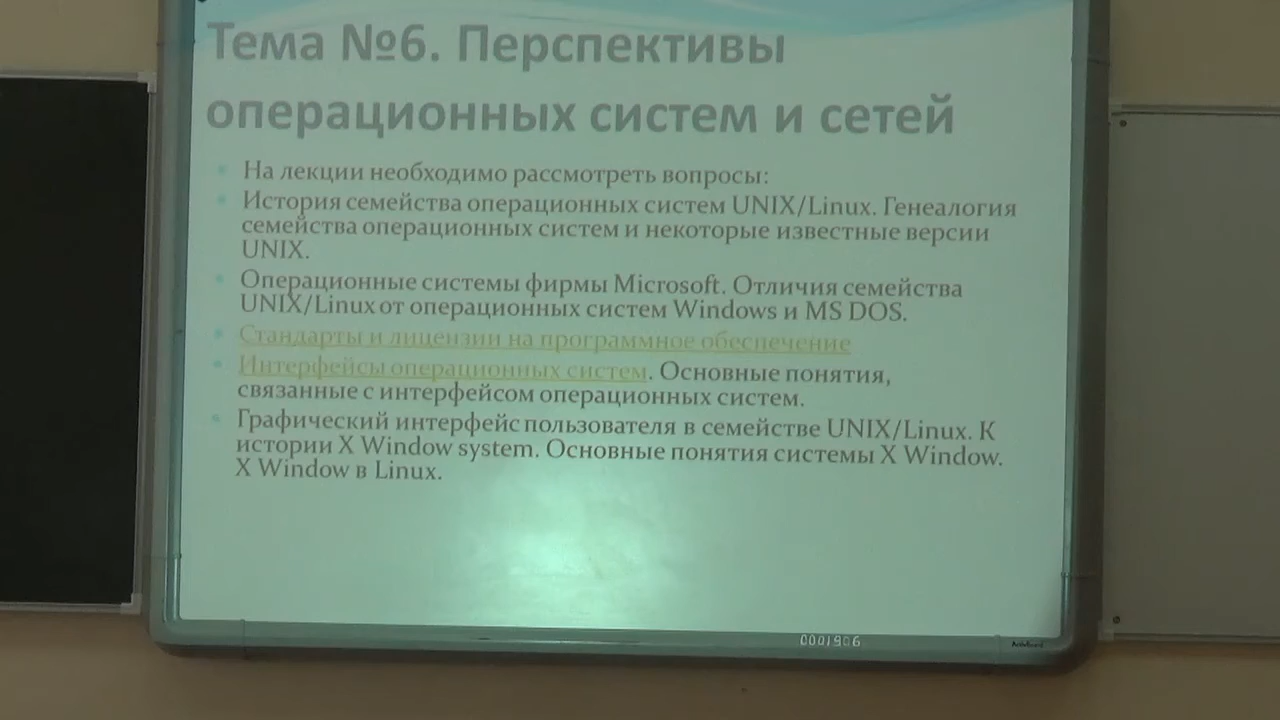 Тема №6. Перспективы
операционных систем и сетей
На лекции необходимо рассмотреть вопросы:
История семейства операционных систем UNIX/Linux. Генеалогия
семейства операционных систем и некоторые известные версии
UNIX.
Операционные системы фирмы Microsoft. Отличия семейства
UNIX/Linux от операционных систем Windows и MS DOS.
Стандарты и лицензии на программное обеспечение
Интерфейсы операционных систем. Основные понятия,
связанные с интерфейсом операционных систем.
Графический интерфейс пользователя в семействе UNIX/Linux. К
истории X Window system. Основные понятия системы X Window.
X Window в Linux.
0001906